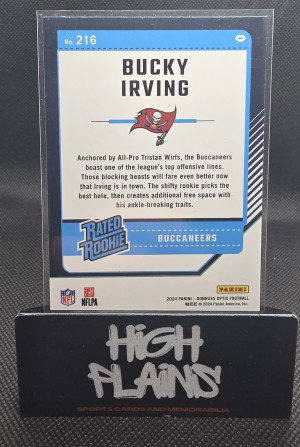 No. 216
BUCKY
IRVING
Anchored by All-Pro Tristan Wirfs, the Buccaneers
boast one of the league's top offensive lines.
Those blocking beasts will fare even better now
that Irving is in town. The shifty rookie picks the
best hole, then creates additional free space with
his ankle-breaking traits.
RATED
ROOKIE
BUCCANEERS
NFL
NFLPA
PANINI
2024 PANINI - DONRUSS OPTIC FOOTBALL
© 2024 Panini America, Inc.
HIGH
PLAINS
SPORTS CARDS AND MEMORABILIA